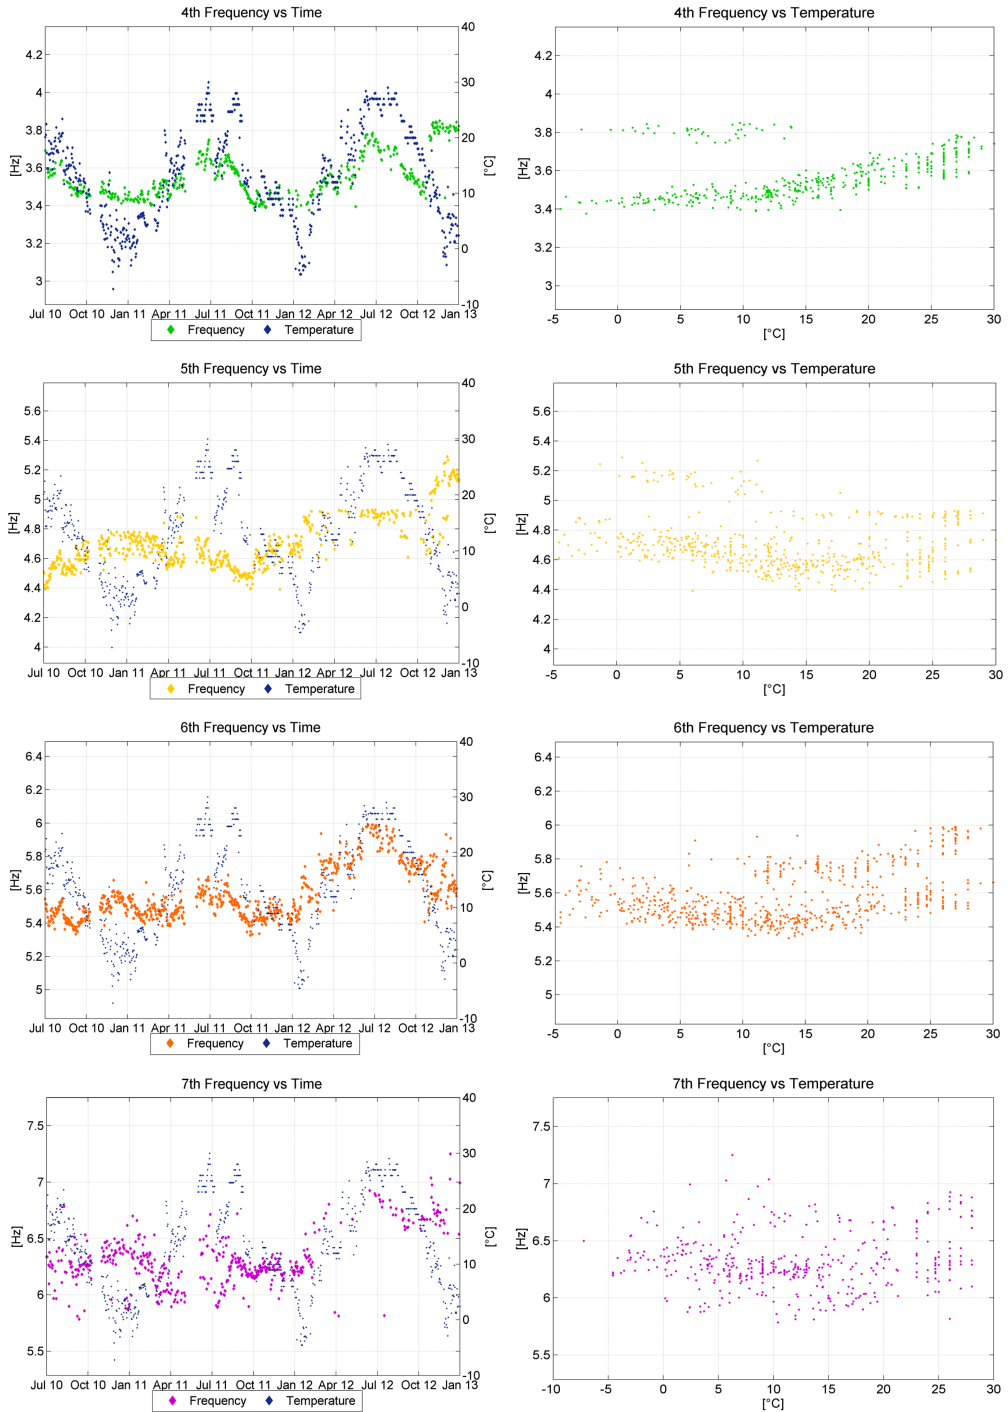 4th Frequency vs Time
4.2
4
3.8
3.6
3.4
3.2
3
[Hz]
40
30
20
10
0
-10
[°C]
Jul 10 Oct 10 Jan 11 Apr 11 Jul 11 Oct 11 Jan 12 Apr 12 Jul 12 Oct 12 Jan 13
Frequency Temperature
4th Frequency vs Temperature
4.2
4
3.8
3.6
3.4
3.2
3
[Hz]
-5 0 5 10 15 20 25 30
[°C]
5th Frequency vs Time
5.6
5.4
5.2
5
4.8
4.6
4.4
4.2
4
[Hz]
40
30
20
10
0
-10
[°C]
Jul 10 Oct 10 Jan 11 Apr 11 Jul 11 Oct 11 Jan 12 Apr 12 Jul 12 Oct 12 Jan 13
Frequency Temperature
5th Frequency vs Temperature
5.6
5.4
5.2
5
4.8
4.6
4.4
4.2
4
[Hz]
-5 0 5 10 15 20 25 30
[°C]
6th Frequency vs Time
6.4
6.2
6
5.8
5.6
5.4
5.2
5
[Hz]
40
30
20
10
0
-10
[°C]
Jul 10 Oct 10 Jan 11 Apr 11 Jul 11 Oct 11 Jan 12 Apr 12 Jul 12 Oct 12 Jan 13
Frequency Temperature
6th Frequency vs Temperature
6.4
6.2
6
5.8
5.6
5.4
5.2
5
[Hz]
-5 0 5 10 15 20 25 30
[°C]
7th Frequency vs Time
7.5
7
6.5
6
5.5
[Hz]
40
30
20
10
0
-10
[°C]
Jul 10 Oct 10 Jan 11 Apr 11 Jul 11 Oct 11 Jan 12 Apr 12 Jul 12 Oct 12 Jan 13
Frequency Temperature
7th Frequency vs Temperature
7.5
7
6.5
6
5.5
[Hz]
-10 -5 0 5 10 15 20 25 30
[°C]